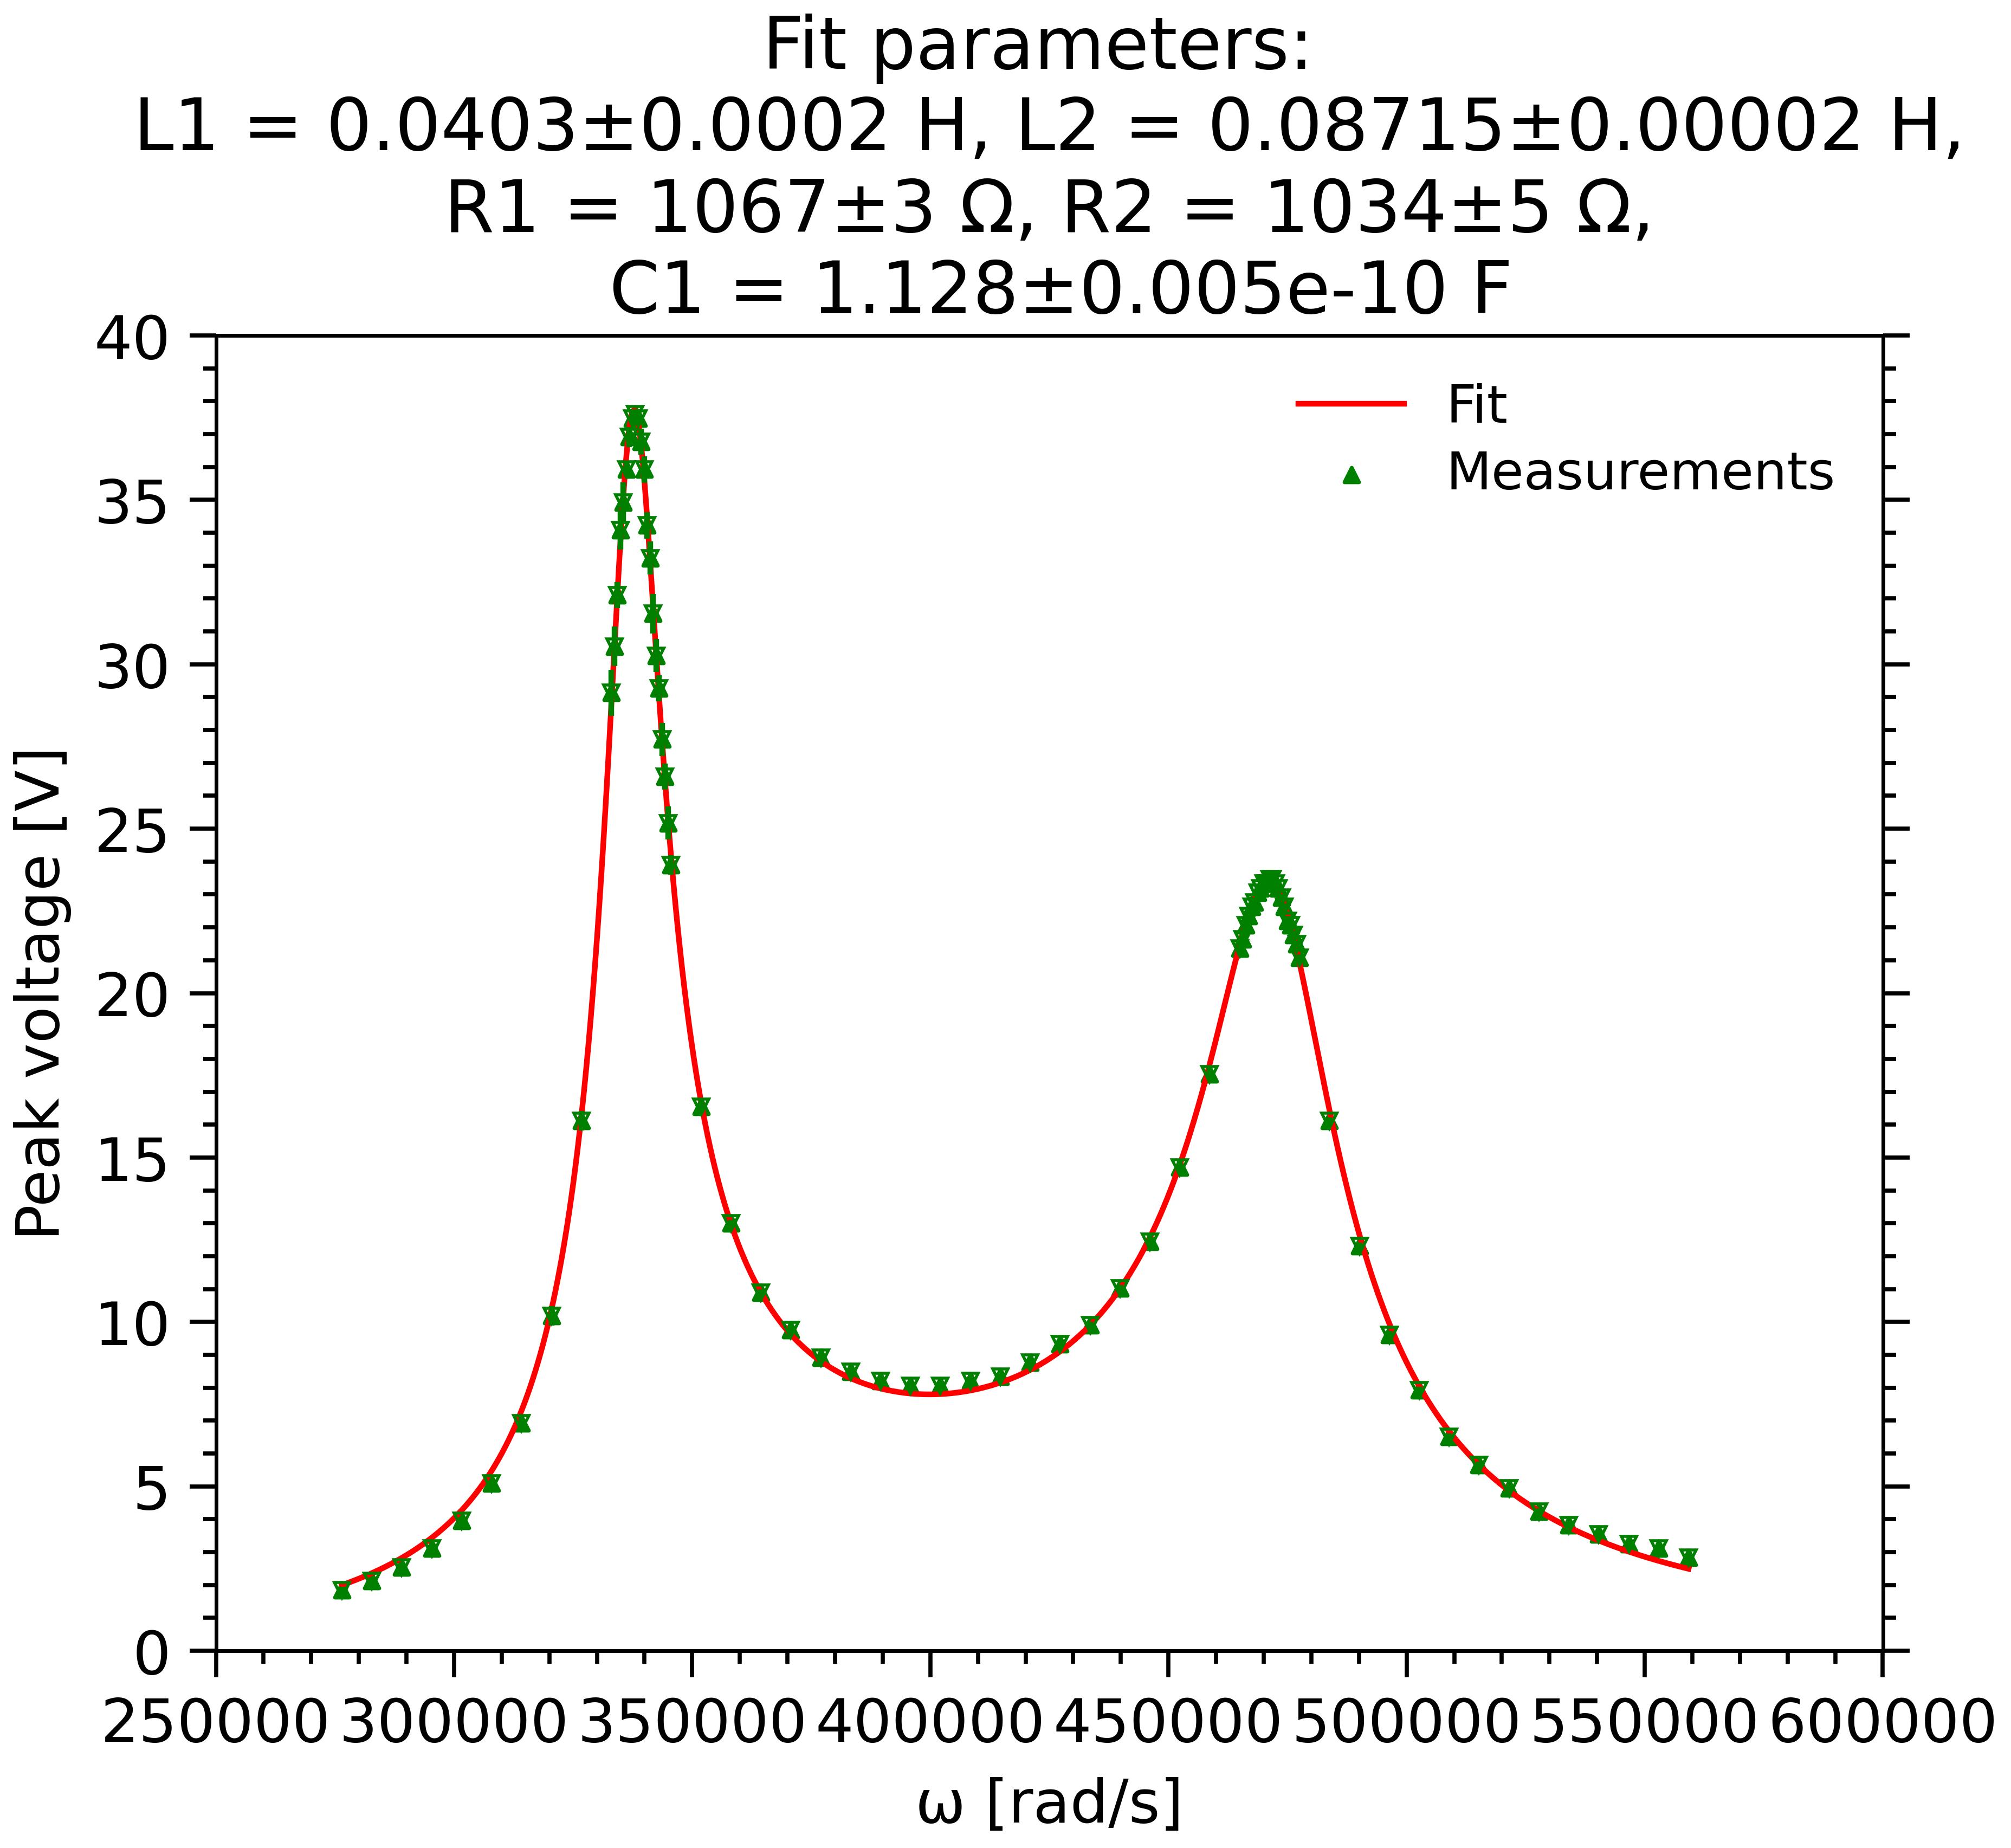 Fit parameters:
L1 = 0.0403±0.0002 H, L2 = 0.08715±0.00002 H,
R1 = 1067±3 Ω, R2 = 1034±5 Ω,
C1 = 1.128±0.005e-10 F
40
35
30
25
20
15
10
5
0
Peak voltage [V]
Fit
Measurements
250000 300000 350000 400000 450000 500000 550000 600000
ω [rad/s]